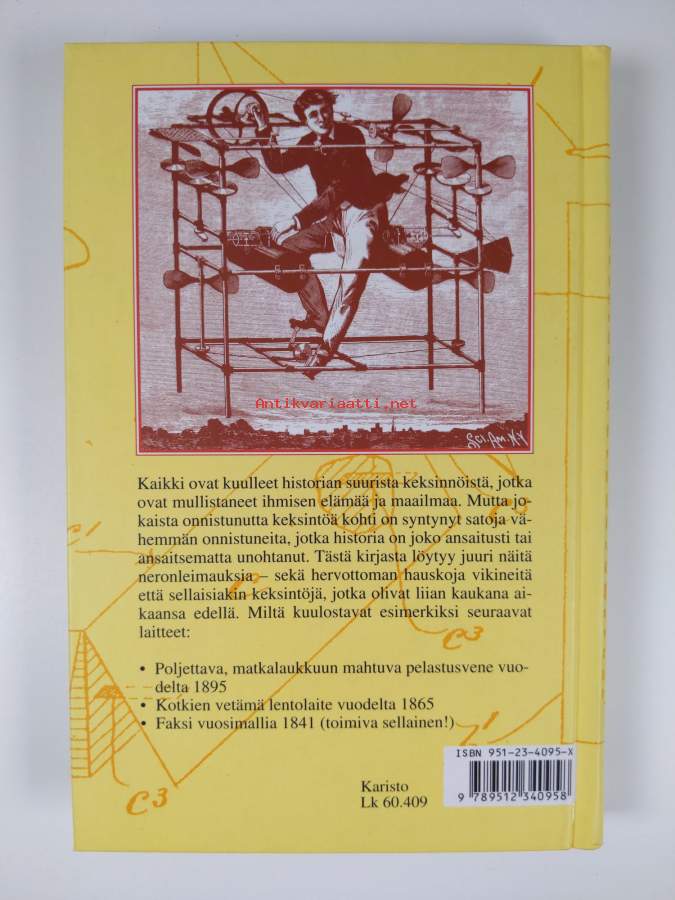 Antikvariaatti.net
Sci. Am. N.Y
Kaikki ovat kuulleet historian suurista keksinnöistä, jotka
ovat mullistaneet ihmisen elämää ja maailmaa. Mutta jo-
kaista onnistunutta keksintöä kohti on syntynyt satoja vä-
hemmän onnistuneita, jotka historia on joko ansaitusti tai
ansaitsematta unohtanut. Tästä kirjasta löytyy juuri näitä
neronleimauksia – sekä hervottoman hauskoja vikineitä
että sellaisiakin keksintöjä, jotka olivat liian kaukana ai-
kaansa edellä. Miltä kuulostavat esimerkiksi seuraavat
laitteet:
• Poljettava, matkalaukkuun mahtuva pelastusvene vuo-
delta 1895
• Kotkien vetämä lentolaite vuodelta 1865
• Faksi vuosimallia 1841 (toimiva sellainen!)
C1
C3
C3
Karisto
Lk 60.409
ISBN 951-23-4095-X
9 789512 340958